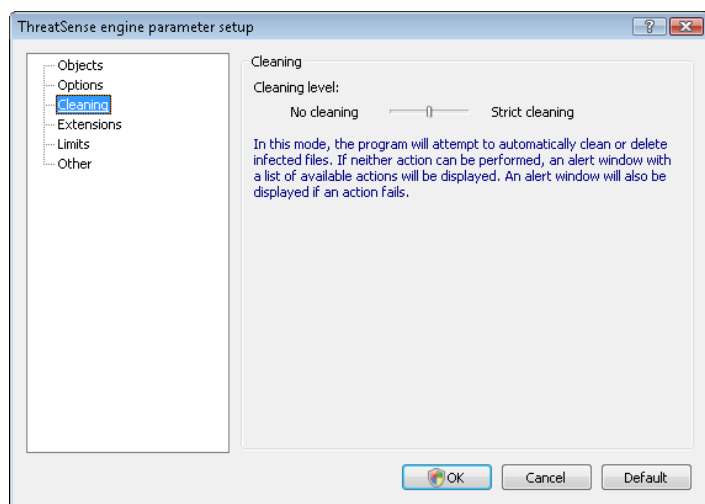 ThreatSense engine parameter setup
Objects
Options
Cleaning
Extensions
Limits
Other
Cleaning
Cleaning level:
No cleaning Strict cleaning
In this mode, the program will attempt to automatically clean or delete
infected files. If neither action can be performed, an alert window with
a list of available actions will be displayed. An alert window will also be
displayed if an action fails.
OK Cancel Default